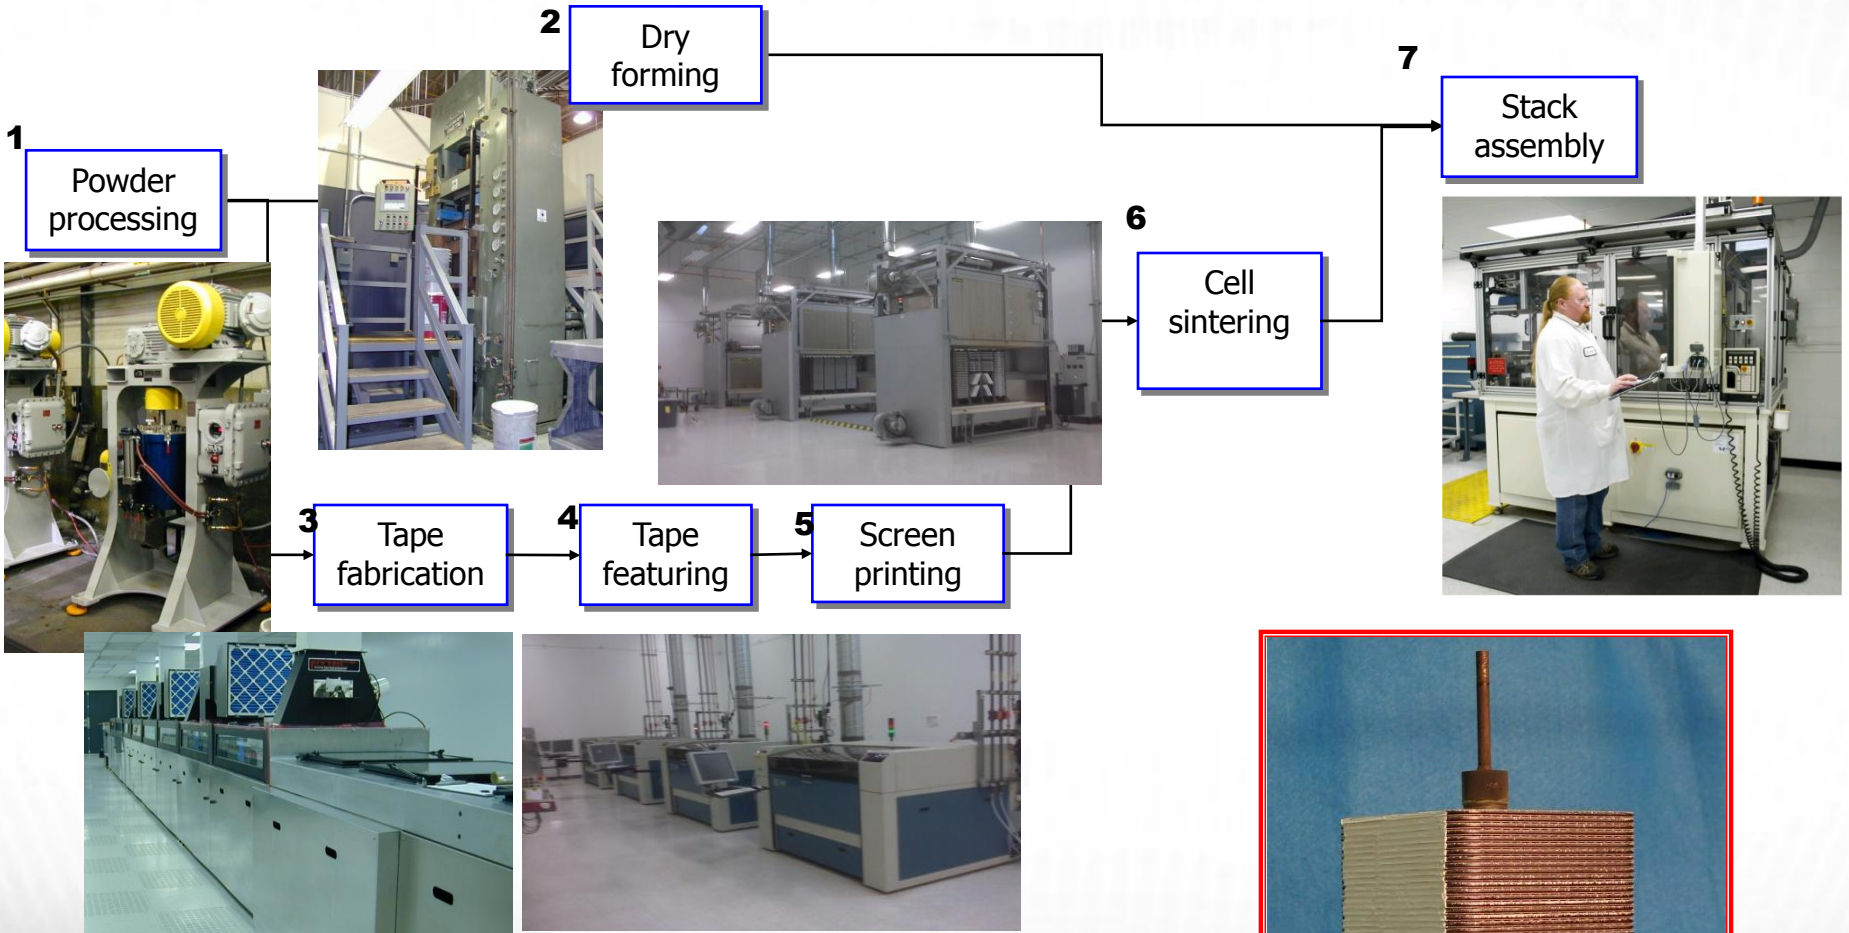 1
Powder
processing
2
Dry
forming
3
Tape
fabrication
4
Tape
featuring
5
Screen
printing
6
Cell
sintering
7
Stack
assembly